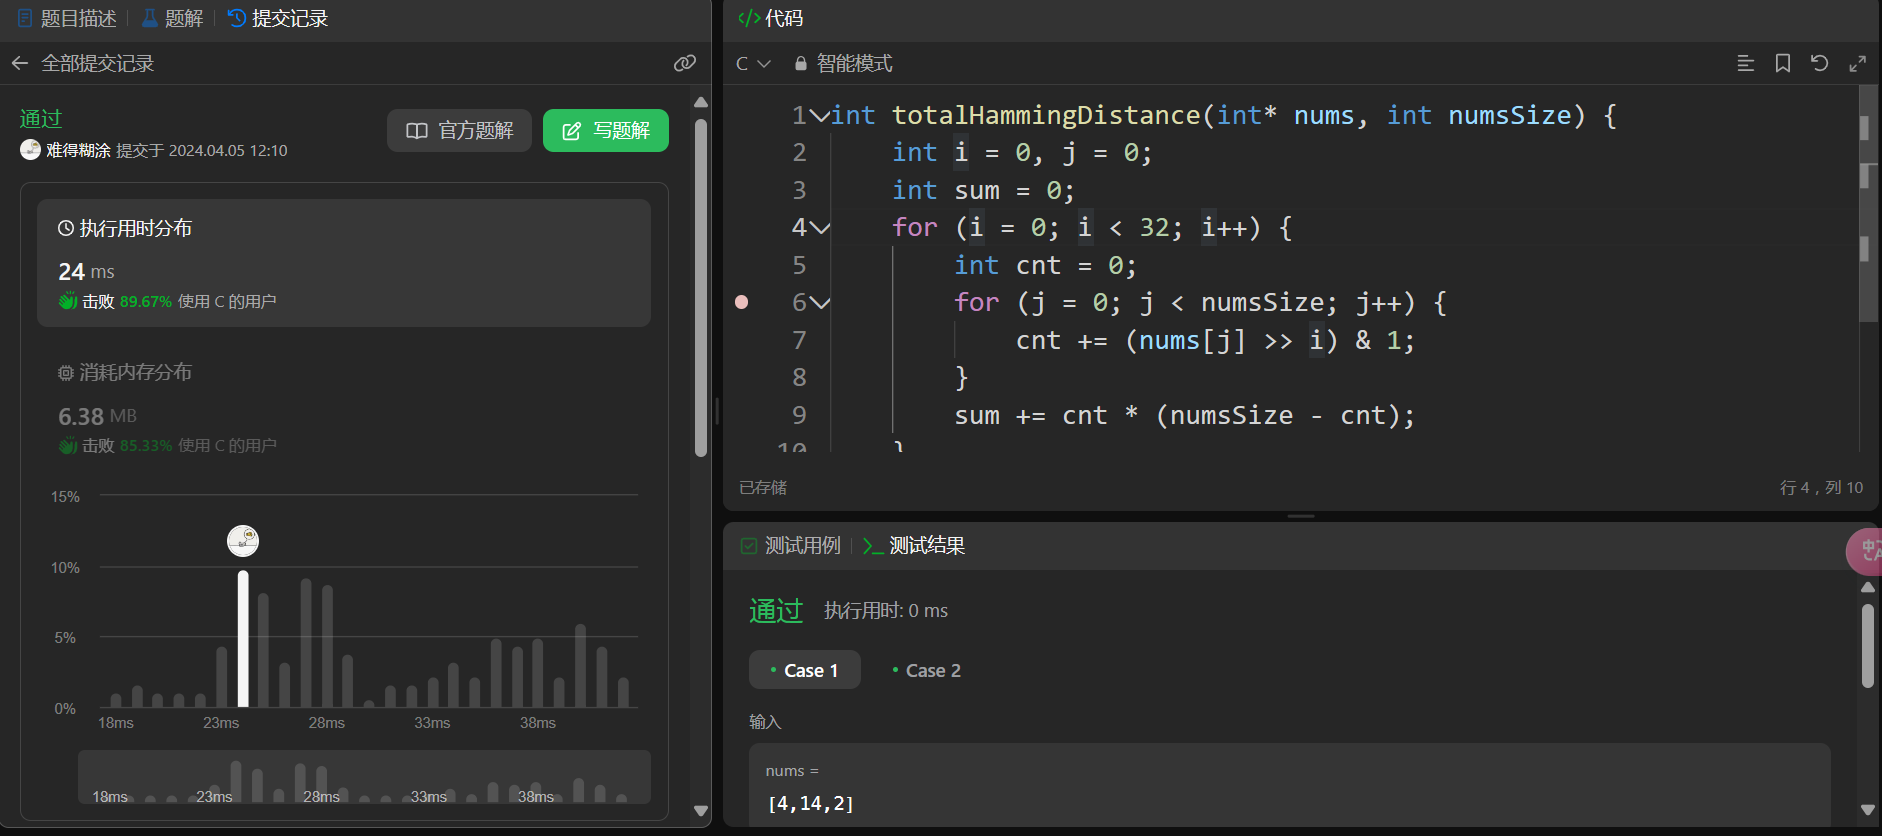 题目描述 | 题解 | 提交记录
全部提交记录
通过
官方题解
写题解
难得糊涂 提交于 2024.04.05 12:10
执行用时分布
24 ms
击败 89.67% 使用 C 的用户
消耗内存分布
6.38 MB
击败 85.33% 使用 C 的用户
15%
10%
5%
0%
18ms 23ms 28ms 33ms 38ms
18ms 23ms 28ms 33ms 38ms
</> 代码
C 智能模式
1 int totalHammingDistance(int* nums, int numsSize) {
2     int i = 0, j = 0;
3     int sum = 0;
4     for (i = 0; i < 32; i++) {
5         int cnt = 0;
6         for (j = 0; j < numsSize; j++) {
7             cnt += (nums[j] >> i) & 1;
8         }
9         sum += cnt * (numsSize - cnt);
10     }
已存储
行 4，列 10
测试用例 | >_ 测试结果
通过 执行用时: 0 ms
• Case 1 • Case 2
输入
nums =
[4,14,2]